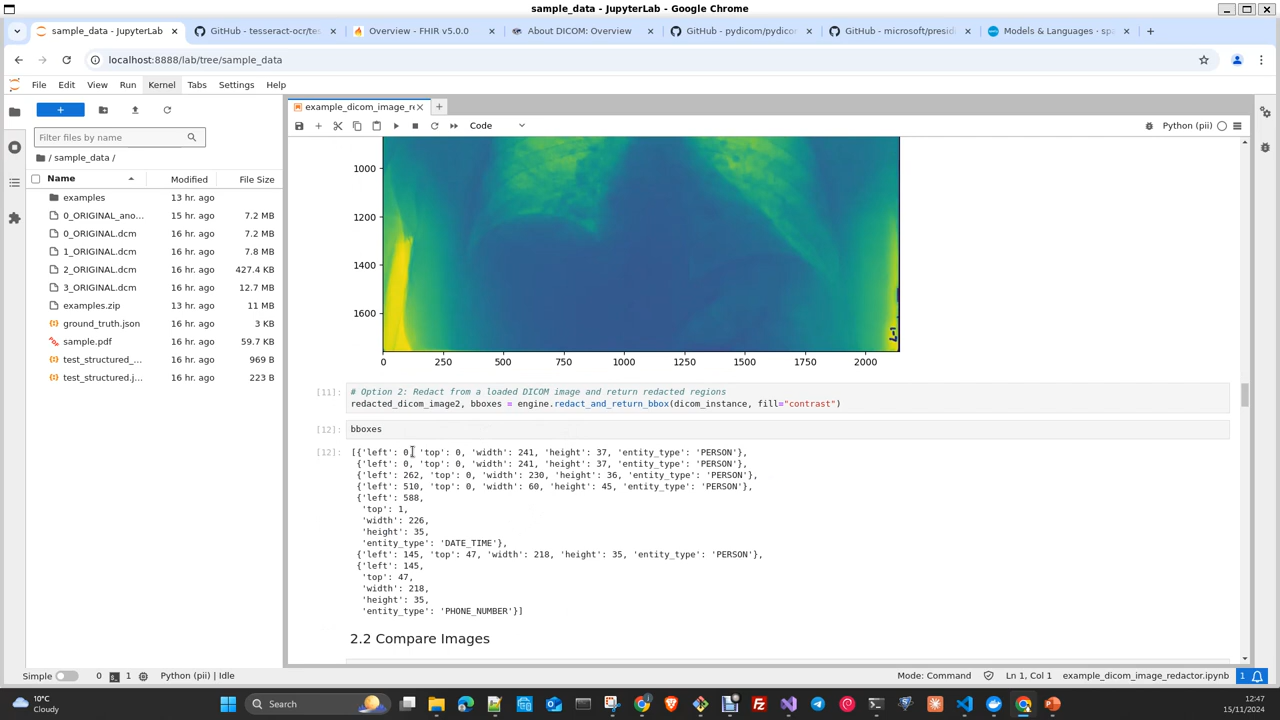 sample_data - JupyterLab - Google Chrome
sample_data - JupyterLab
GitHub - tesseract-ocr/tes
Overview - FHIR v5.0.0
About DICOM: Overview
GitHub - pydicom/pydico
GitHub - microsoft/presid
Models & Languages · spa
localhost:8888/lab/tree/sample_data
File Edit View Run Kernel Tabs Settings Help
example_dicom_image_re
Filter files by name
Code
Python (pii)
/ sample_data /
Name Modified File Size
examples 13 hr. ago
0_ORIGINAL_ano... 15 hr. ago 7.2 MB
0_ORIGINAL.dcm 16 hr. ago 7.2 MB
1_ORIGINAL.dcm 16 hr. ago 7.8 MB
2_ORIGINAL.dcm 16 hr. ago 427.4 KB
3_ORIGINAL.dcm 16 hr. ago 12.7 MB
examples.zip 13 hr. ago 11 MB
ground_truth.json 16 hr. ago 3 KB
sample.pdf 16 hr. ago 59.7 KB
test_structured_... 16 hr. ago 969 B
test_structured.j... 16 hr. ago 223 B
1000
1200
1400
1600
0 250 500 750 1000 1250 1500 1750 2000
[11]: # Option 2: Redact from a loaded DICOM image and return redacted regions
redacted_dicom_image2, bboxes = engine.redact_and_return_bbox(dicom_instance, fill="contrast")
[12]: bboxes
[12]: [{'left': 0, 'top': 0, 'width': 241, 'height': 37, 'entity_type': 'PERSON'},
{'left': 0, 'top': 0, 'width': 241, 'height': 37, 'entity_type': 'PERSON'},
{'left': 262, 'top': 0, 'width': 230, 'height': 36, 'entity_type': 'PERSON'},
{'left': 510, 'top': 0, 'width': 60, 'height': 45, 'entity_type': 'PERSON'},
{'left': 588,
'top': 1,
'width': 226,
'height': 35,
'entity_type': 'DATE_TIME'},
{'left': 145, 'top': 47, 'width': 218, 'height': 35, 'entity_type': 'PERSON'},
{'left': 145,
'top': 47,
'width': 218,
'height': 35,
'entity_type': 'PHONE_NUMBER'}]
2.2 Compare Images
Simple 0 1 Python (pii) | Idle
Mode: Command Ln 1, Col 1 example_dicom_image_redactor.ipynb 1
10°C
Cloudy
Search
12:47
15/11/2024